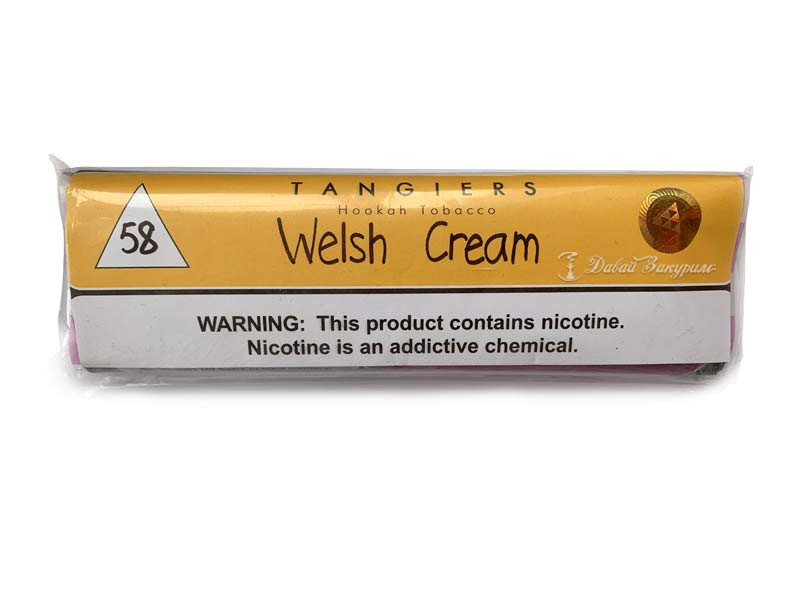 TANGIERS
Hookah Tobacco
58
Welsh Cream
Давай Закурим
WARNING: This product contains nicotine.
Nicotine is an addictive chemical.